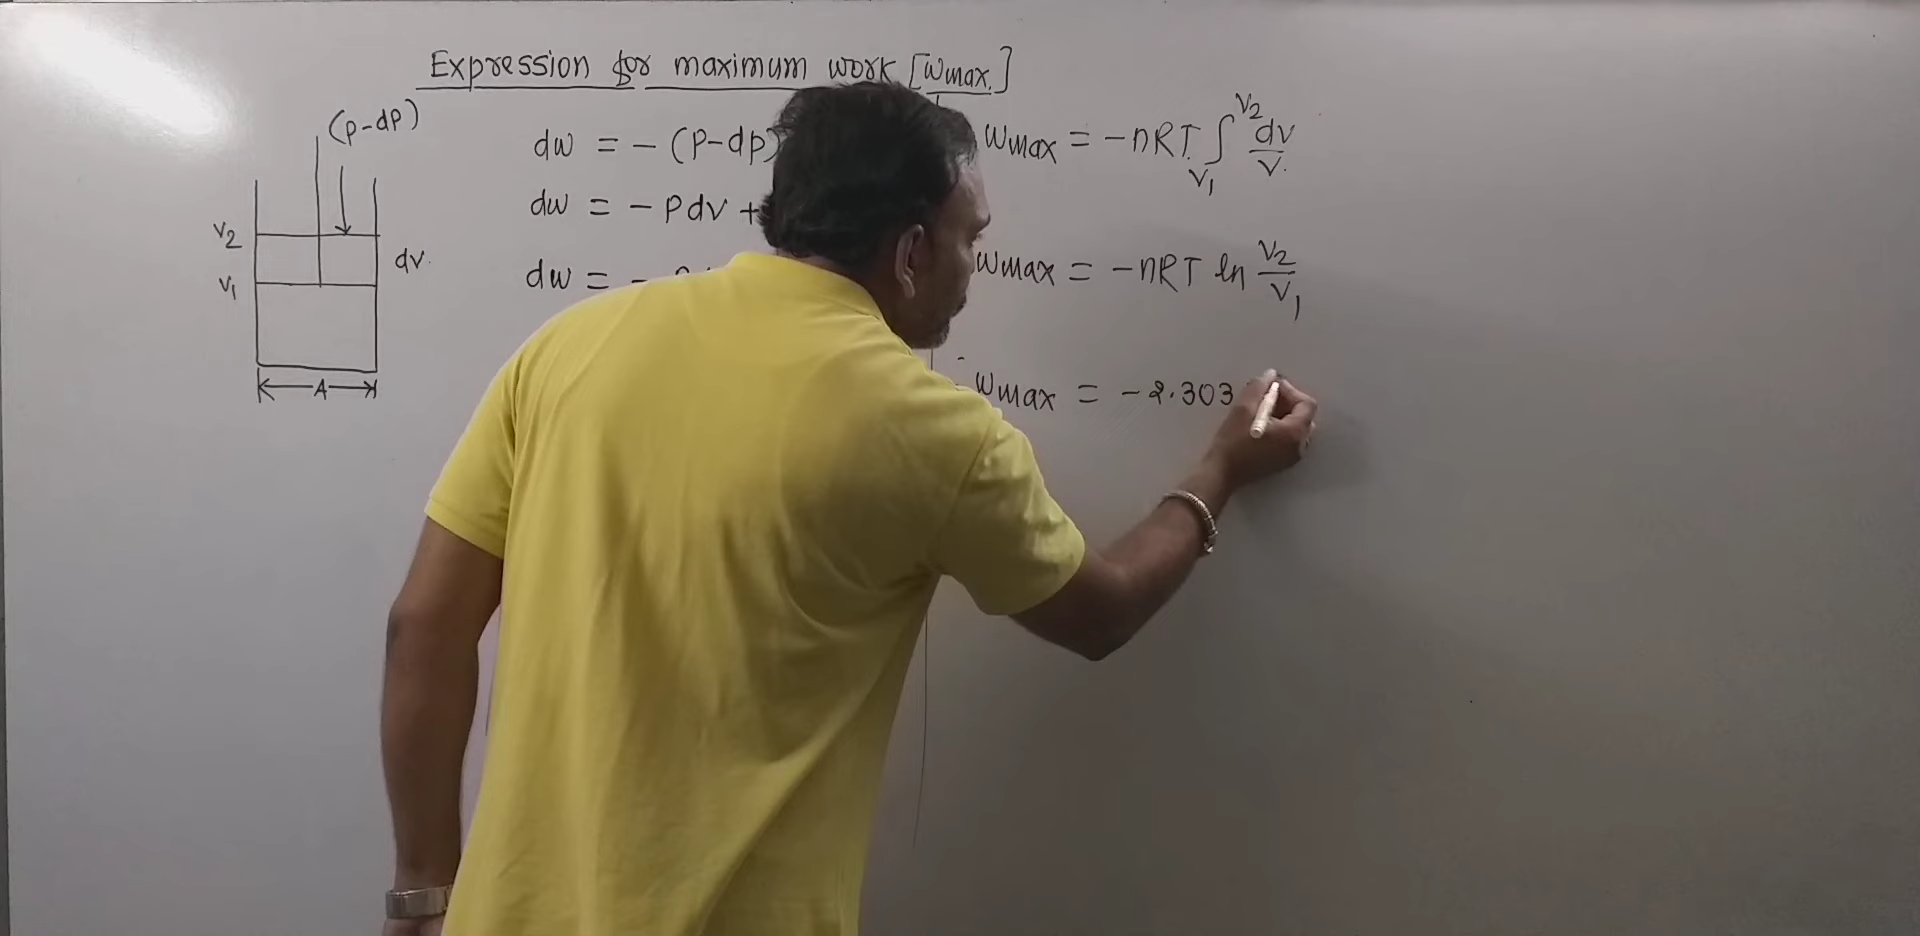 Expression for maximum work [Wmax.]
(P-dP)
V2
V1
dv.
A
dw = - (P-dp)
dw = - Pdv +
dw = -
Wmax = -nRT ∫ V1 V2 dv/v.
Wmax = -nRT ln V2/V1
Wmax = -2.303